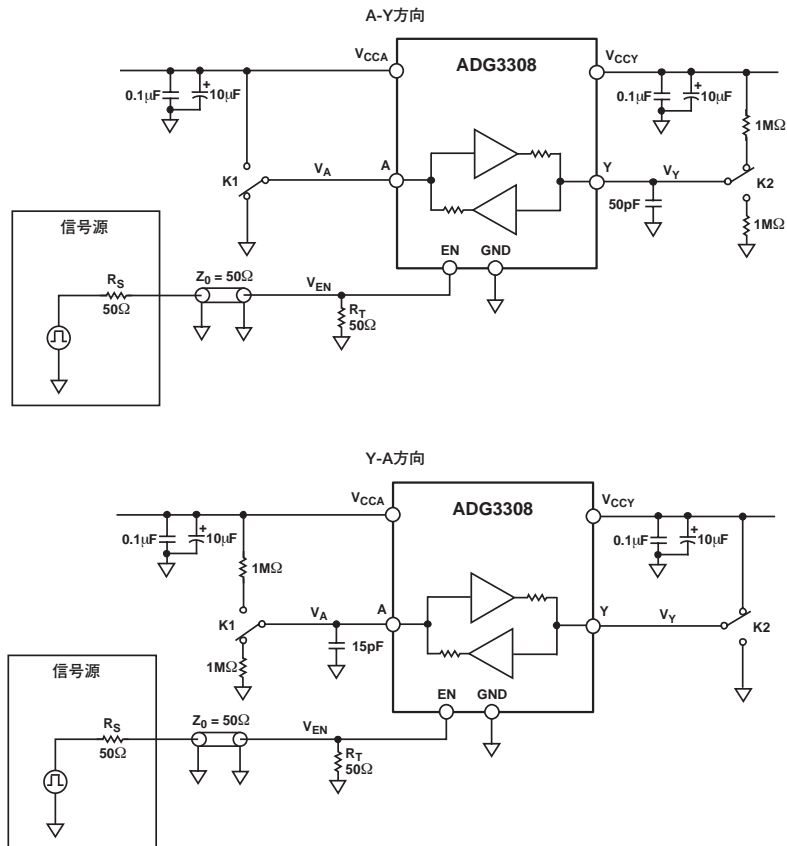 A-Y方向
VCCA
ADG3308
VCCY
0.1µF
+
10µF
0.1µF
+
10µF
1MΩ
K1
VA
A
Y
VY
K2
50pF
1MΩ
信号源
EN
GND
RS
50Ω
Z0 = 50Ω
VEN
RT
50Ω
Y-A方向
VCCA
ADG3308
VCCY
0.1µF
+
10µF
0.1µF
+
10µF
1MΩ
K1
VA
A
Y
VY
K2
15pF
1MΩ
信号源
EN
GND
RS
50Ω
Z0 = 50Ω
VEN
RT
50Ω